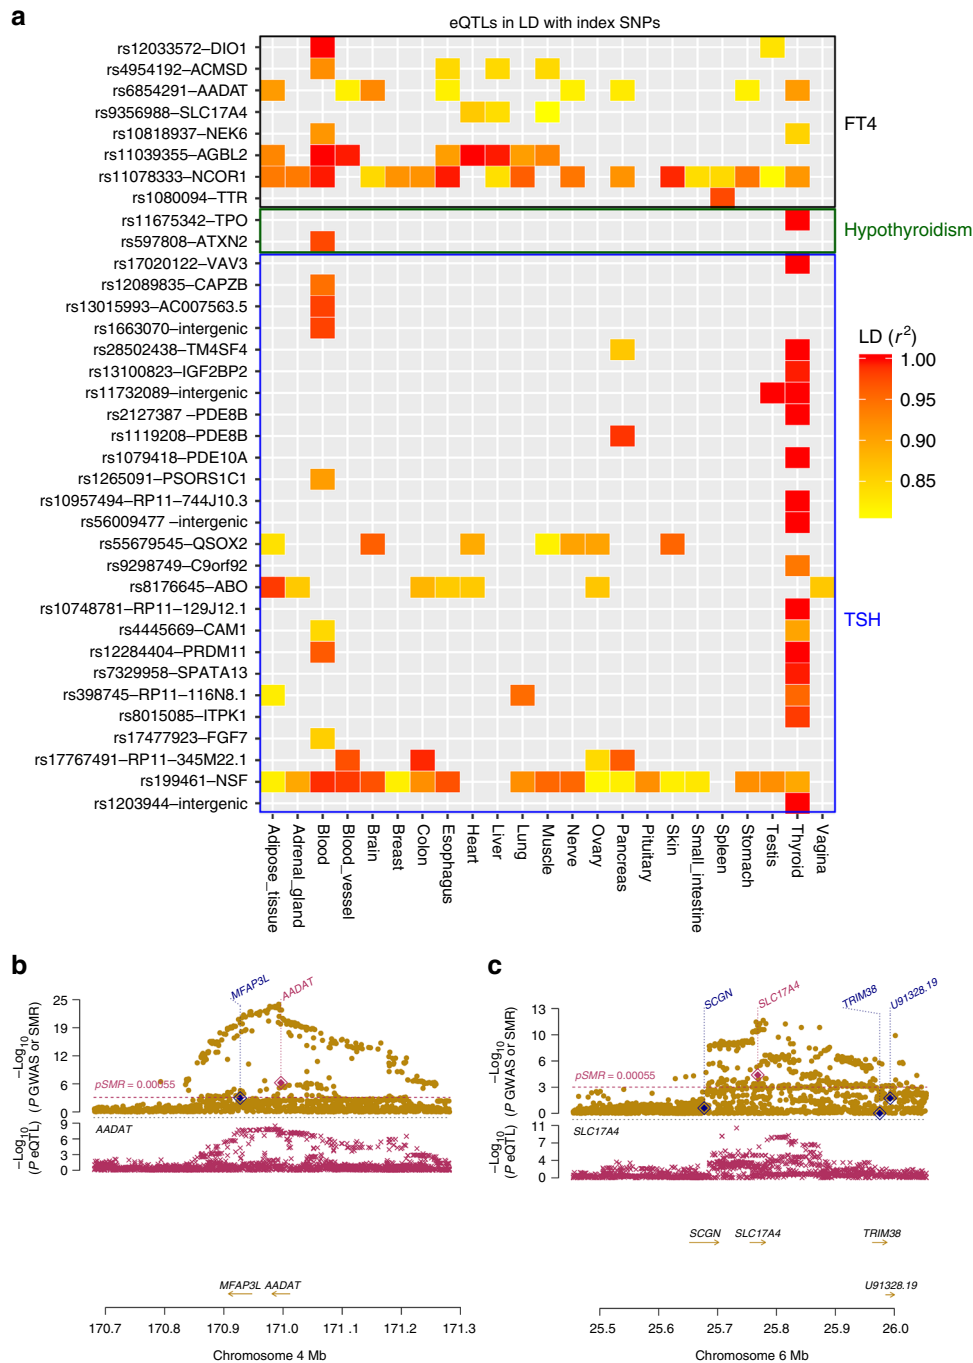 a
eQTLs in LD with index SNPs
rs12033572–DIO1
rs4954192–ACMSD
rs6854291–AADAT
rs9356988–SLC17A4
rs10818937–NEK6
rs11039355–AGBL2
rs11078333–NCOR1
rs1080094–TTR
rs11675342–TPO
rs597808–ATXN2
rs17020122–VAV3
rs12089835–CAPZB
rs13015993–AC007563.5
rs1663070–intergenic
rs28502438–TM4SF4
rs13100823–IGF2BP2
rs11732089–intergenic
rs2127387 –PDE8B
rs1119208–PDE8B
rs1079418–PDE10A
rs1265091–PSORS1C1
rs10957494–RP11–744J10.3
rs56009477 –intergenic
rs55679545–QSOX2
rs9298749–C9orf92
rs8176645–ABO
rs10748781–RP11–129J12.1
rs4445669–CAM1
rs12284404–PRDM11
rs7329958–SPATA13
rs398745–RP11–116N8.1
rs8015085–ITPK1
rs17477923–FGF7
rs17767491–RP11–345M22.1
rs199461–NSF
rs1203944–intergenic
FT4
Hypothyroidism
TSH
LD (r²)
1.00
0.95
0.90
0.85
Adipose_tissue
Adrenal_gland
Blood
Blood_vessel
Brain
Breast
Colon
Esophagus
Heart
Liver
Lung
Muscle
Nerve
Ovary
Pancreas
Pituitary
Skin
Small_intestine
Spleen
Stomach
Testis
Thyroid
Vagina
b
MFAP3L
AADAT
–Log10
(P GWAS or SMR)
25
19
12
6
0
pSMR = 0.00055
–Log10
(P eQTL)
9
6
3
0
AADAT
MFAP3L AADAT
170.7 170.8 170.9 171.0 171 .1 171.2 171.3
Chromosome 4 Mb
c
SCGN
SLC17A4
TRIM38
U91328.19
–Log10
(P GWAS or SMR)
13
10
6
3
0
pSMR = 0.00055
–Log10
(P eQTL)
11
7
4
0
SLC17A4
SCGN SLC17A4 TRIM38
U91328.19
25.5 25.6 25.7 25.8 25.9 26.0
Chromosome 6 Mb